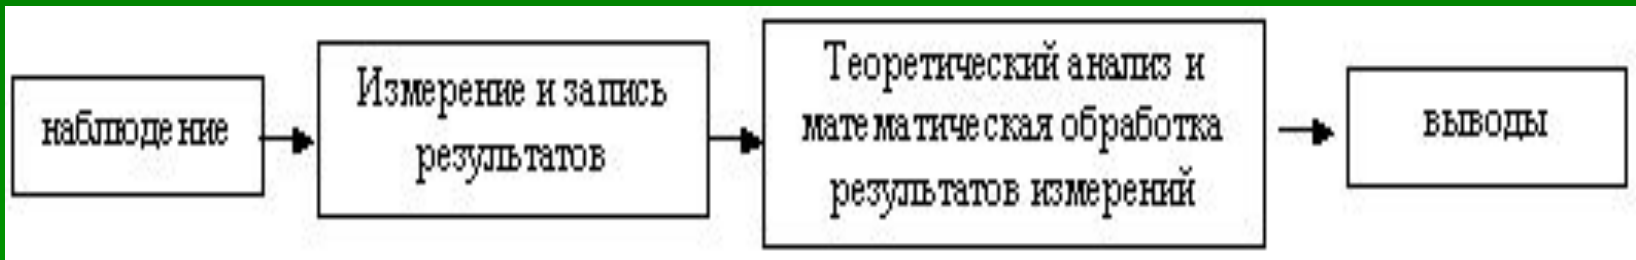 наблюдение
Измерение и запись
результатов
Теоретический анализ и
математическая обработка
результатов измерений
выводы